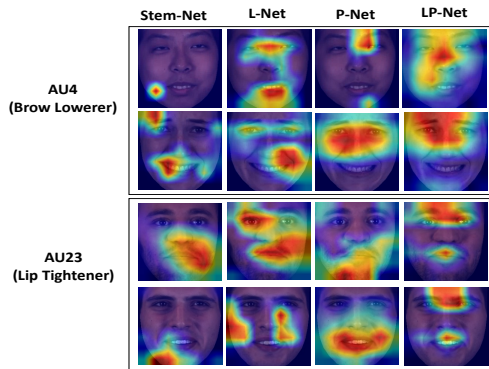 Stem-Net L-Net P-Net LP-Net
AU4
(Brow Lowerer)
AU23
(Lip Tightener)